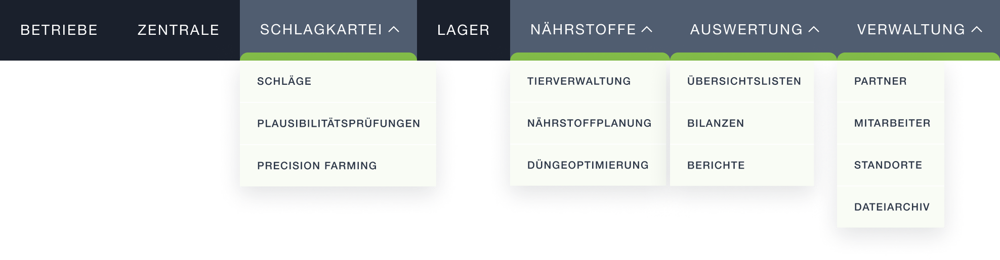 BETRIEBE
ZENTRALE
SCHLAGKARTEI
LAGER
NÄHRSTOFFE
AUSWERTUNG
VERWALTUNG
SCHLÄGE
PLAUSIBILITÄTSPRÜFUNGEN
PRECISION FARMING
TIERVERWALTUNG
NÄHRSTOFFPLANUNG
DÜNGEOPTIMIERUNG
ÜBERSICHTSLISTEN
BILANZEN
BERICHTE
PARTNER
MITARBEITER
STANDORTE
DATEIARCHIV